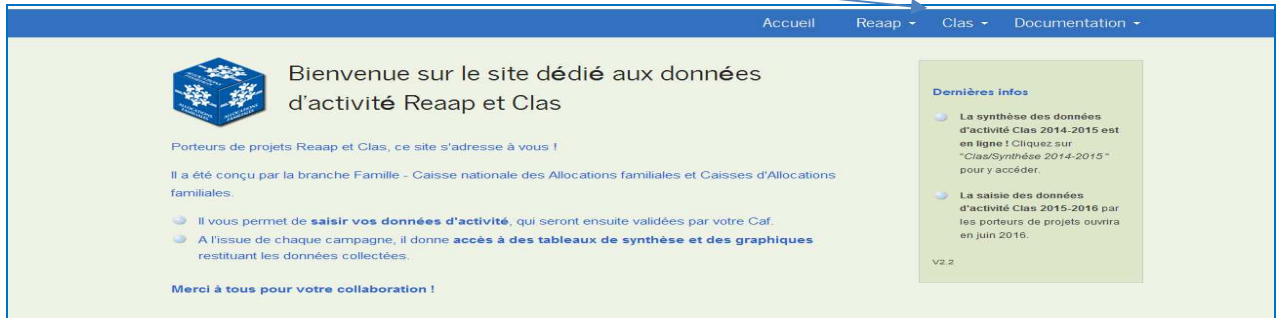 Accueil Reaap Clas Documentation
Bienvenue sur le site dédié aux données
d'activité Reaap et Clas
Porteurs de projets Reaap et Clas, ce site s'adresse à vous !
Il a été conçu par la branche Famille - Caisse nationale des Allocations familiales et Caisses d'Allocations
familiales.
Il vous permet de saisir vos données d'activité, qui seront ensuite validées par votre Caf.
A l'issue de chaque campagne, il donne accès à des tableaux de synthèse et des graphiques
restituant les données collectées.
Merci à tous pour votre collaboration !
Dernières infos
La synthèse des données
d'activité Clas 2014-2015 est
en ligne ! Cliquez sur
"Clas/Synthèse 2014-2015"
pour y accéder.
La saisie des données
d'activité Clas 2015-2016 par
les porteurs de projets ouvrira
en juin 2016.
V2.2
ALLOCATIONS
FAMILIALES